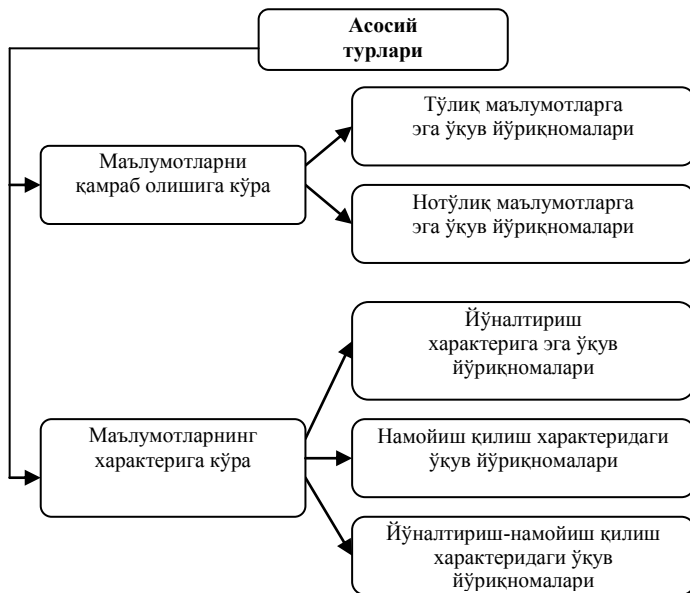 Асосий
турлари
Маълумотларни
қамраб олишига кўра
Тўлиқ маълумотларга
эга ўқув йўриқномалари
Нотўлиқ маълумотларга
эга ўқув йўриқномалари
Маълумотларнинг
характерига кўра
Йўналтириш
характерига эга ўқув
йўриқномалари
Намойиш қилиш характеридаги
ўқув йўриқномалари
Йўналтириш-намойиш қилиш
характеридаги ўқув
йўриқномалари